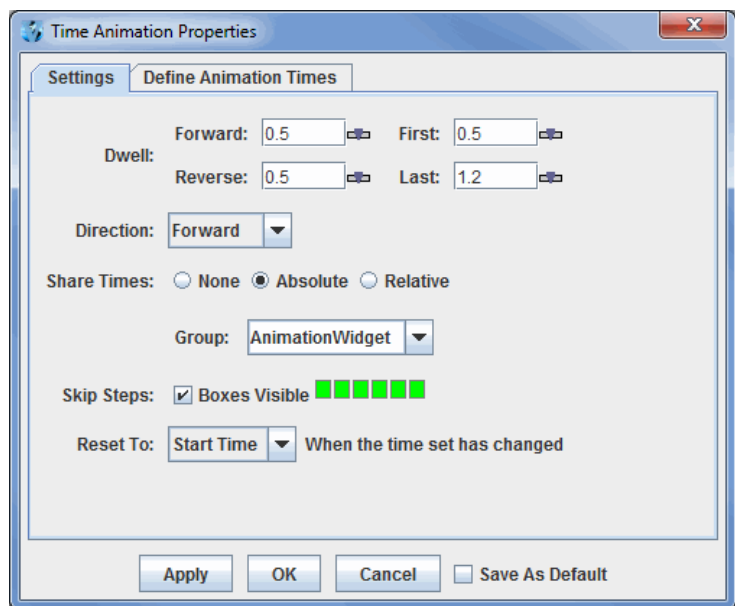 Time Animation Properties
Settings Define Animation Times
Dwell:
Forward: 0.5 First: 0.5
Reverse: 0.5 Last: 1.2
Direction: Forward
Share Times: None Absolute Relative
Group: AnimationWidget
Skip Steps: Boxes Visible
Reset To: Start Time When the time set has changed
Apply OK Cancel Save As Default